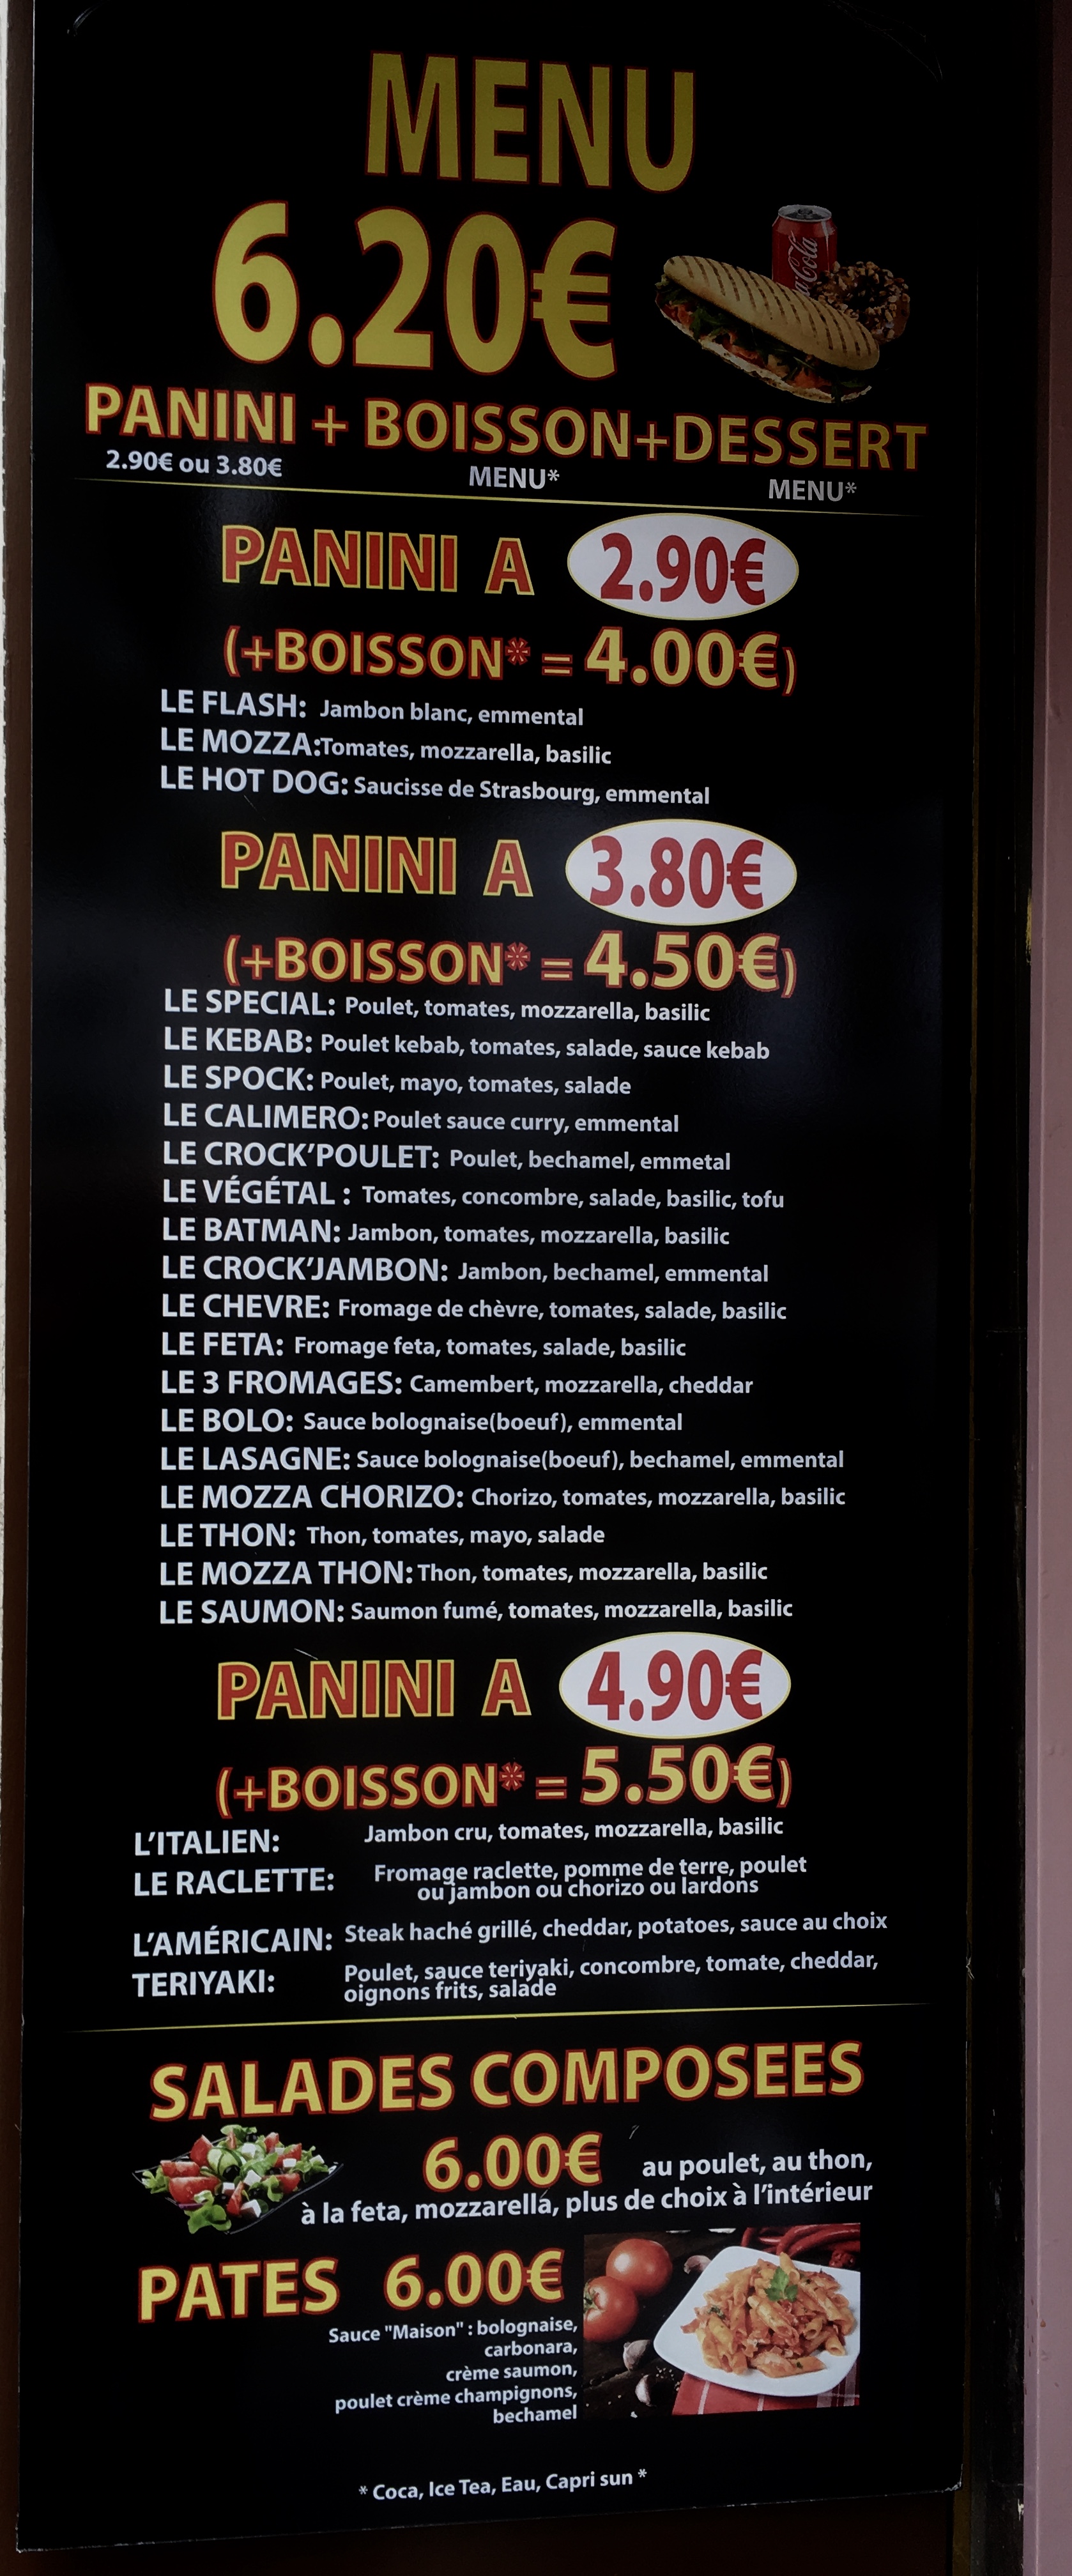 MENU
6.20€
PANINI + BOISSON+DESSERT
2.90€ ou 3.80€ MENU* MENU*
PANINI A 2.90€
(+BOISSON* = 4.00€)
LE FLASH: Jambon blanc, emmental
LE MOZZA:Tomates, mozzarella, basilic
LE HOT DOG: Saucisse de Strasbourg, emmental
PANINI A 3.80€
(+BOISSON* = 4.50€)
LE SPECIAL: Poulet, tomates, mozzarella, basilic
LE KEBAB: Poulet kebab, tomates, salade, sauce kebab
LE SPOCK: Poulet, mayo, tomates, salade
LE CALIMERO: Poulet sauce curry, emmental
LE CROCK'POULET: Poulet, bechamel, emmetal
LE VÉGÉTAL : Tomates, concombre, salade, basilic, tofu
LE BATMAN: Jambon, tomates, mozzarella, basilic
LE CROCK'JAMBON: Jambon, bechamel, emmental
LE CHEVRE: Fromage de chèvre, tomates, salade, basilic
LE FETA: Fromage feta, tomates, salade, basilic
LE 3 FROMAGES: Camembert, mozzarella, cheddar
LE BOLO: Sauce bolognaise(boeuf), emmental
LE LASAGNE: Sauce bolognaise(boeuf), bechamel, emmental
LE MOZZA CHORIZO: Chorizo, tomates, mozzarella, basilic
LE THON: Thon, tomates, mayo, salade
LE MOZZA THON: Thon, tomates, mozzarella, basilic
LE SAUMON: Saumon fumé, tomates, mozzarella, basilic
PANINI A 4.90€
(+BOISSON* = 5.50€)
L'ITALIEN: Jambon cru, tomates, mozzarella, basilic
LE RACLETTE: Fromage raclette, pomme de terre, poulet
ou jambon ou chorizo ou lardons
L'AMÉRICAIN: Steak haché grillé, cheddar, potatoes, sauce au choix
TERIYAKI: Poulet, sauce teriyaki, concombre, tomate, cheddar,
oignons frits, salade
SALADES COMPOSEES
6.00€ au poulet, au thon,
à la feta, mozzarella, plus de choix à l'intérieur
PATES 6.00€
Sauce "Maison" : bolognaise,
carbonara,
crème saumon,
poulet crème champignons,
bechamel
* Coca, Ice Tea, Eau, Capri sun *